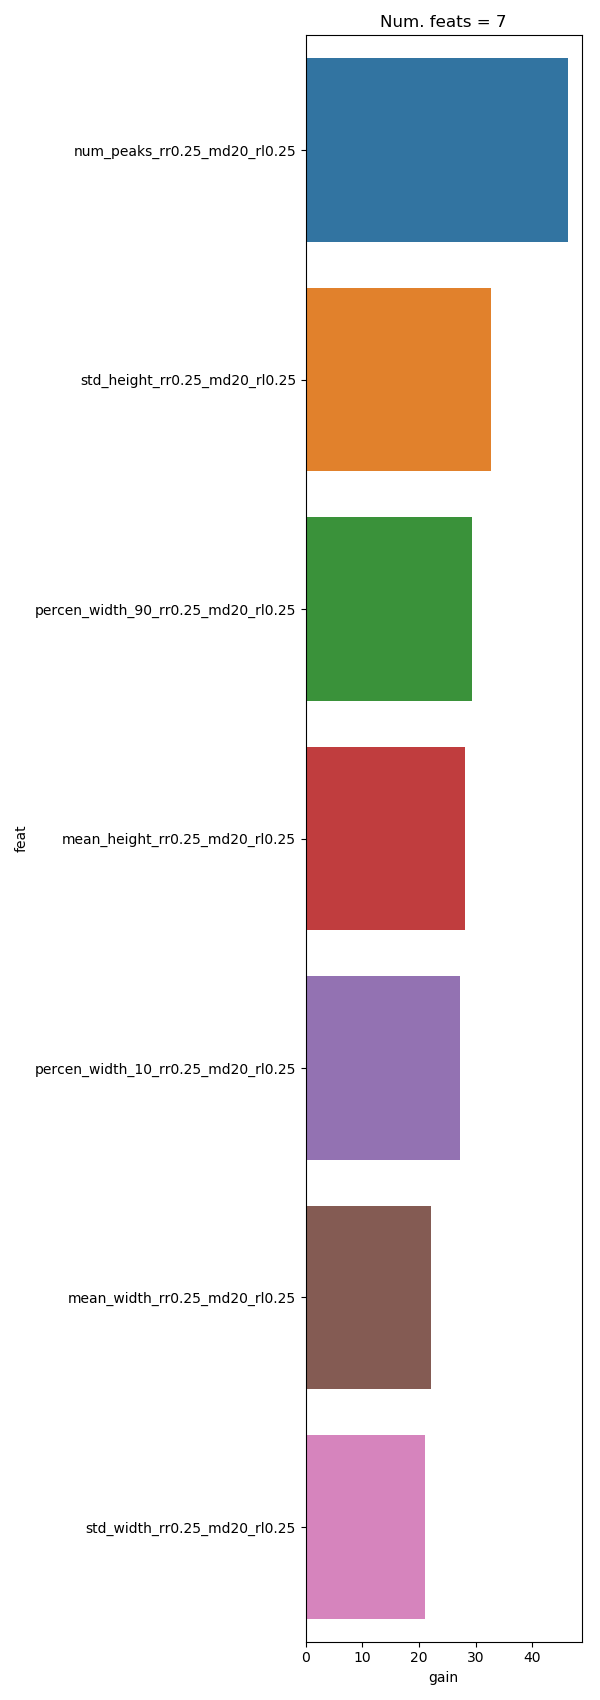 Num. feats = 7
num_peaks_rr0.25_md20_rl0.25
std_height_rr0.25_md20_rl0.25
percen_width_90_rr0.25_md20_rl0.25
mean_height_rr0.25_md20_rl0.25
feat
percen_width_10_rr0.25_md20_rl0.25
mean_width_rr0.25_md20_rl0.25
std_width_rr0.25_md20_rl0.25
0 10 20 30 40
gain